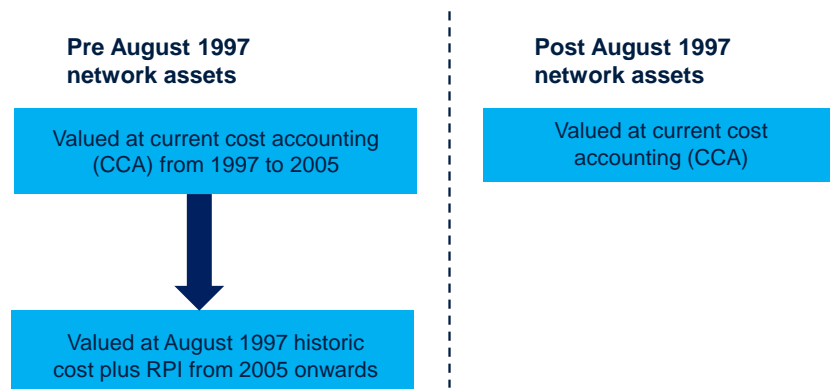 Pre August 1997
network assets
Valued at current cost accounting
(CCA) from 1997 to 2005
Valued at August 1997 historic
cost plus RPI from 2005 onwards
Post August 1997
network assets
Valued at current cost
accounting (CCA)